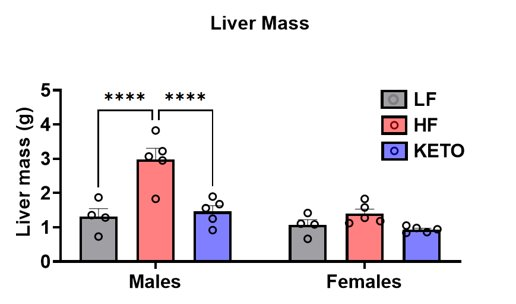 Liver Mass
Liver mass (g)
5
4
3
2
1
0
**** ****
LF
HF
KETO
Males Females